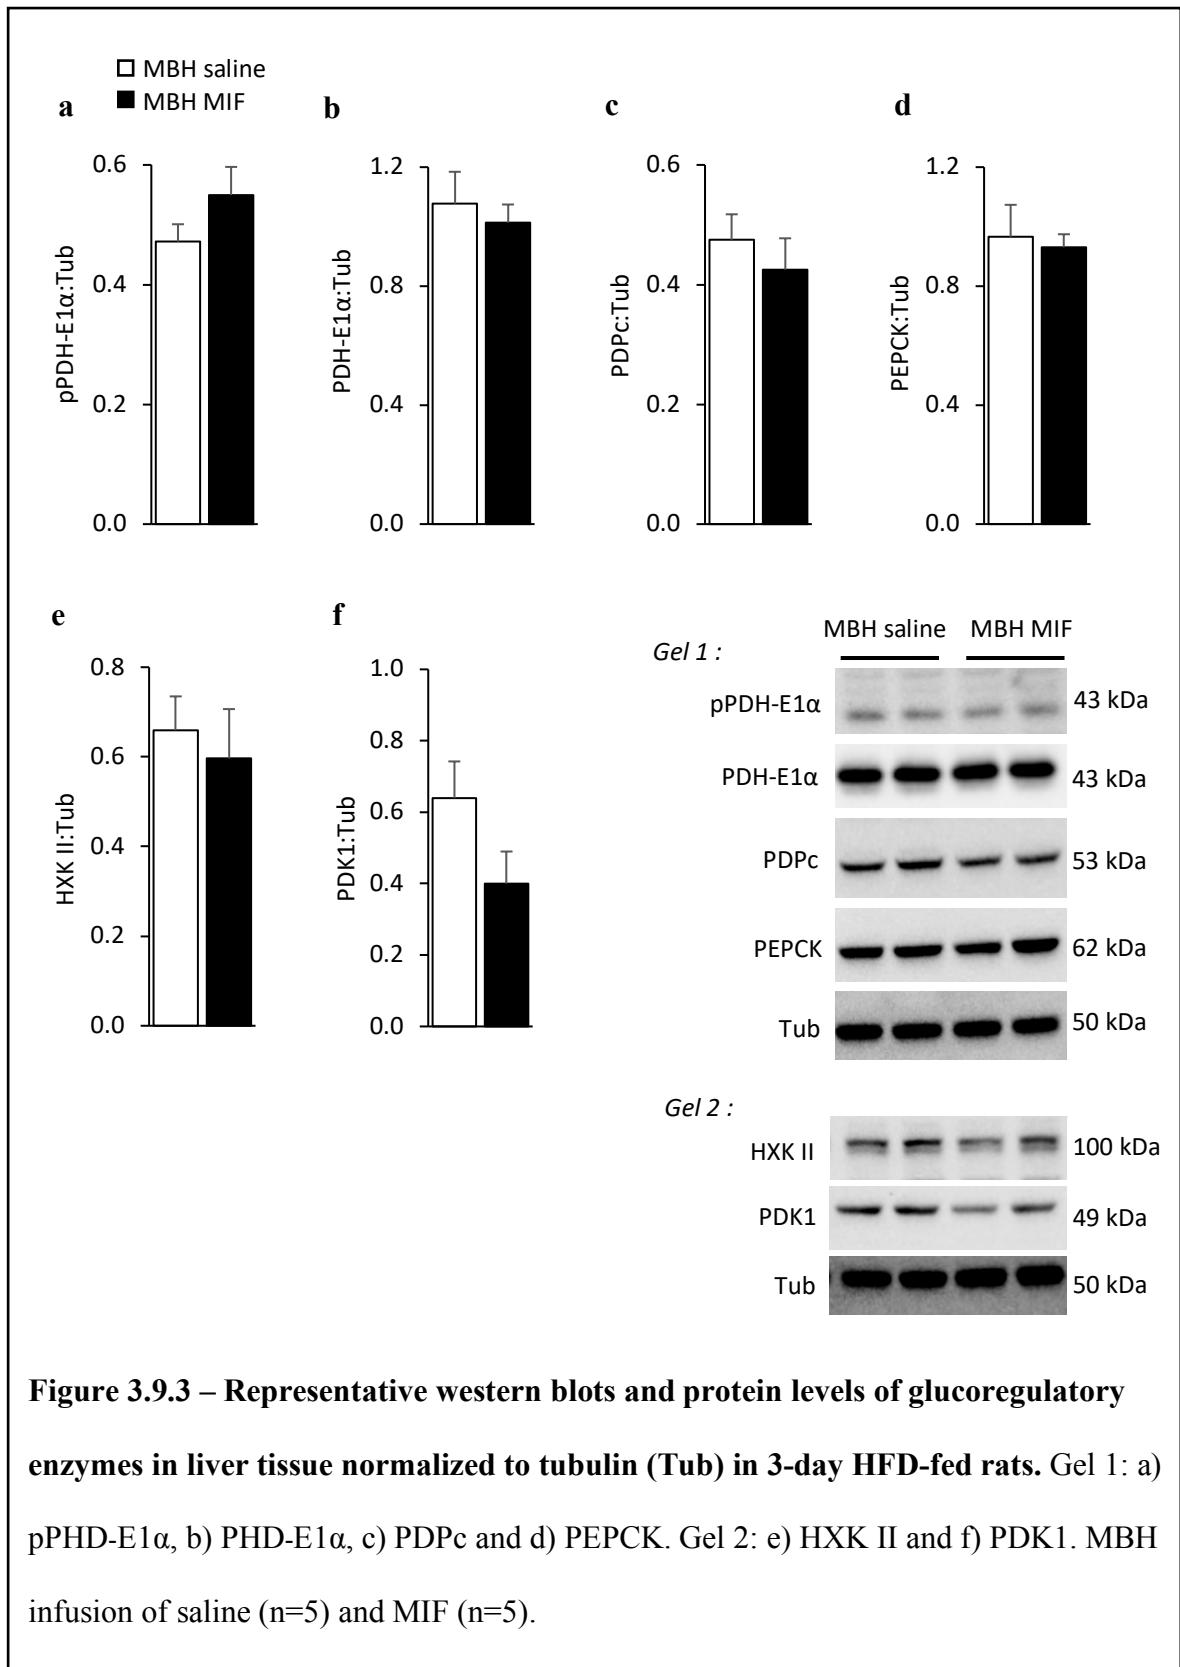 MBH saline
MBH MIF
a
b
c
d
pPDH-E1α:Tub
0.6
0.4
0.2
0.0
PDH-E1α:Tub
1.2
0.8
0.4
0.0
PDPc:Tub
0.6
0.4
0.2
0.0
PEPCK:Tub
1.2
0.8
0.4
0.0
e
f
HXK II:Tub
0.8
0.6
0.4
0.2
0.0
PDK1:Tub
1.0
0.8
0.6
0.4
0.2
0.0
MBH saline MBH MIF
Gel 1 :
pPDH-E1α 43 kDa
PDH-E1α 43 kDa
PDPc 53 kDa
PEPCK 62 kDa
Tub 50 kDa
Gel 2 :
HXK II 100 kDa
PDK1 49 kDa
Tub 50 kDa
Figure 3.9.3 – Representative western blots and protein levels of glucoregulatory
enzymes in liver tissue normalized to tubulin (Tub) in 3-day HFD-fed rats. Gel 1: a)
pPHD-E1α, b) PHD-E1α, c) PDPc and d) PEPCK. Gel 2: e) HXK II and f) PDK1. MBH
infusion of saline (n=5) and MIF (n=5).